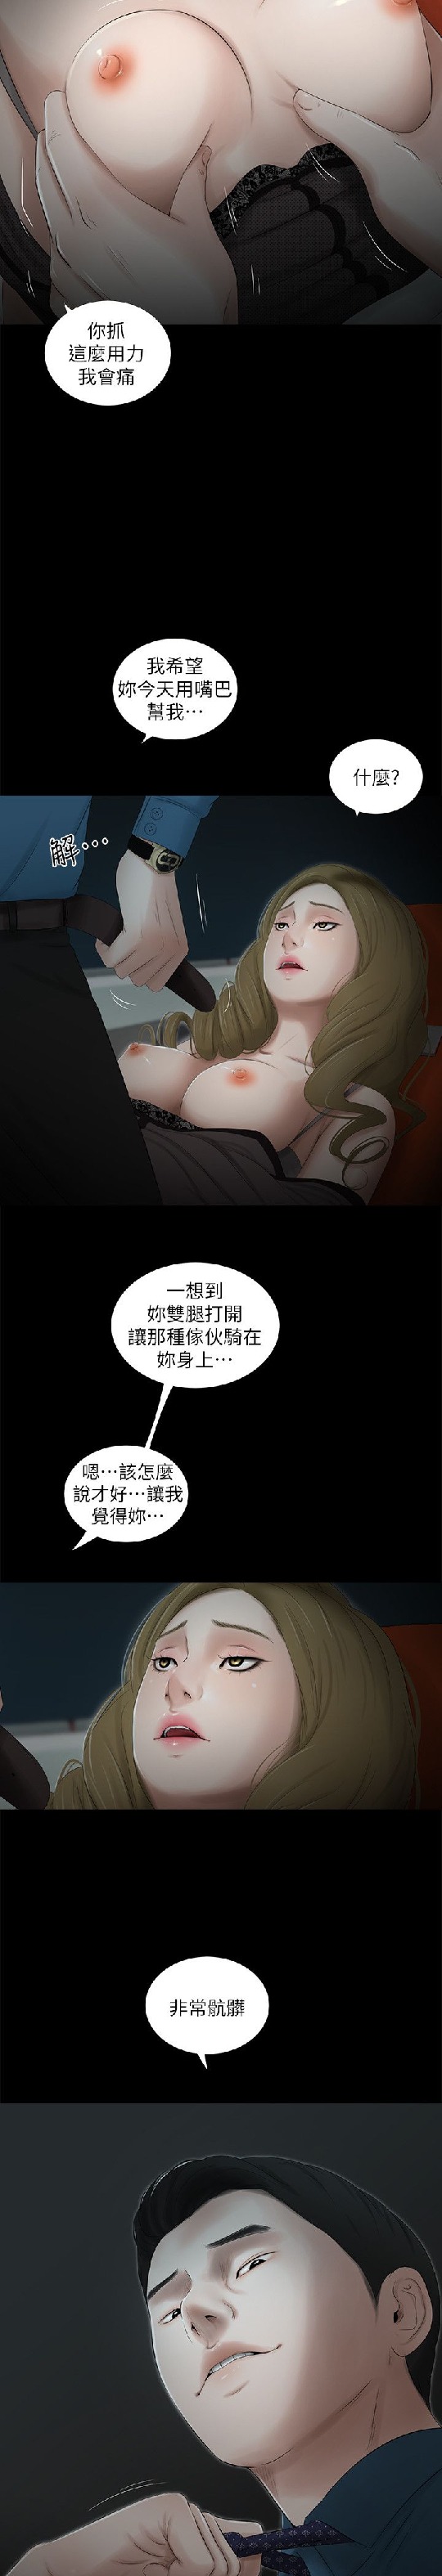 你抓
這麼用力
我會痛
我希望
妳今天用嘴巴
幫我…
什麼?
解…
一想到
妳雙腿打開
讓那種傢伙騎在
妳身上…
嗯…該怎麼
說才好…讓我
覺得妳…
非常骯髒